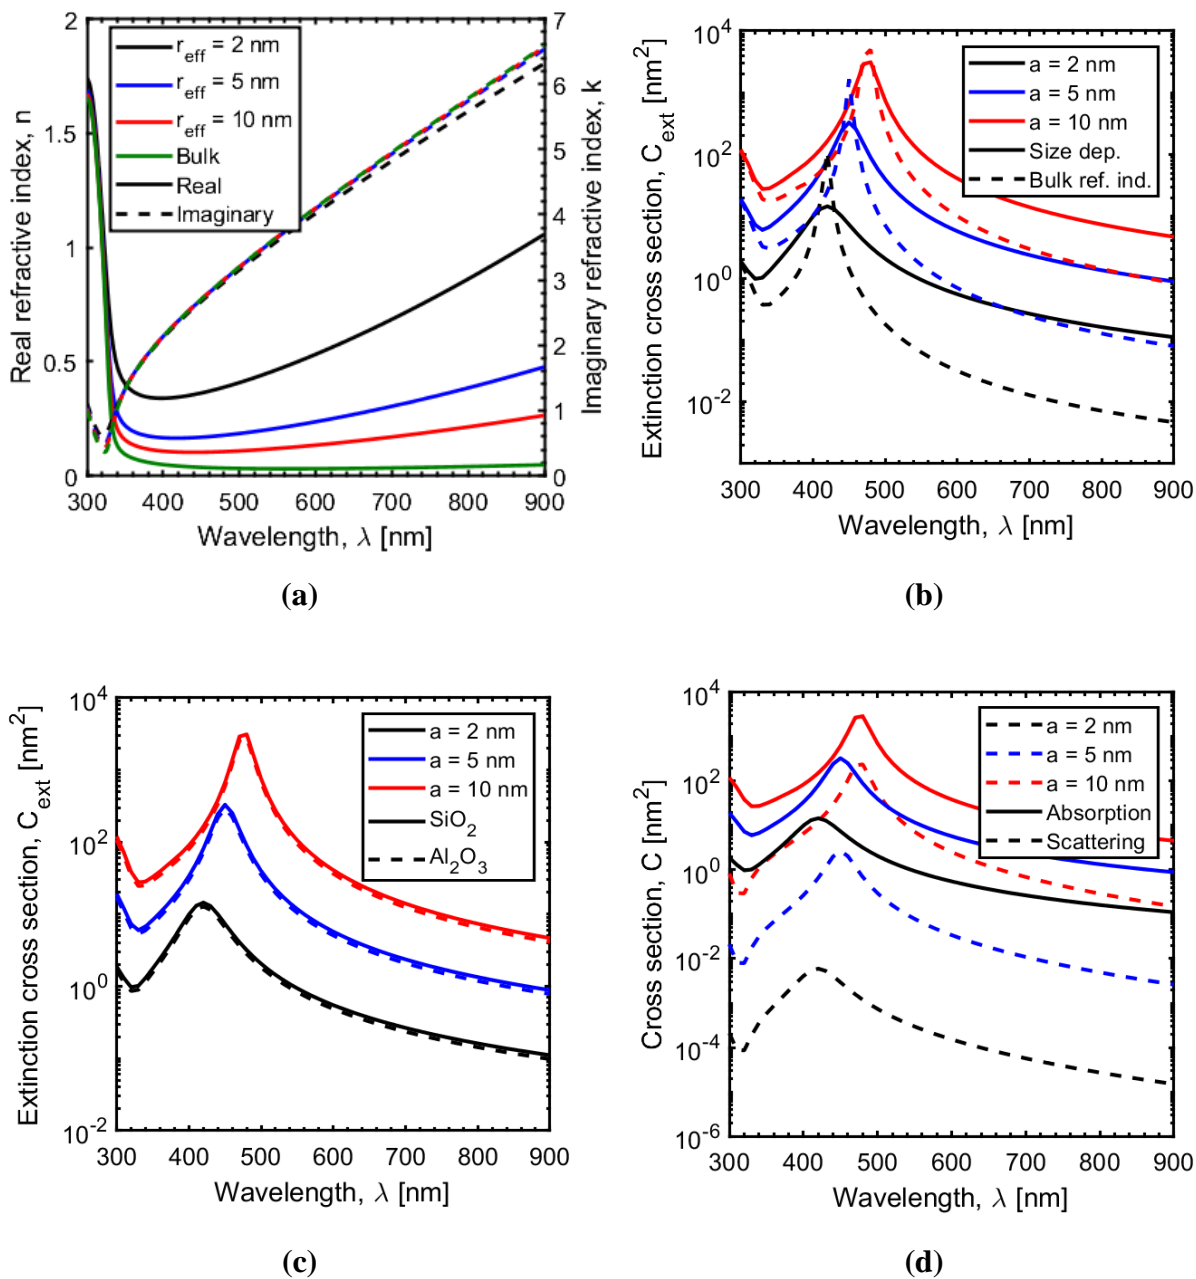 2
1.5
1
0.5
0
Real refractive index, n
r_eff = 2 nm
r_eff = 5 nm
r_eff = 10 nm
Bulk
Real
Imaginary
7
6
5
4
3
2
1
0
Imaginary refractive index, k
300 400 500 600 700 800 900
Wavelength, λ [nm]
(a)
10^4
10^2
10^0
10^-2
Extinction cross section, C_ext [nm^2]
a = 2 nm
a = 5 nm
a = 10 nm
Size dep.
Bulk ref. ind.
300 400 500 600 700 800 900
Wavelength, λ [nm]
(b)
10^4
10^2
10^0
10^-2
Extinction cross section, C_ext [nm^2]
a = 2 nm
a = 5 nm
a = 10 nm
SiO_2
Al_2O_3
300 400 500 600 700 800 900
Wavelength, λ [nm]
(c)
10^4
10^2
10^0
10^-2
10^-4
10^-6
Cross section, C [nm^2]
a = 2 nm
a = 5 nm
a = 10 nm
Absorption
Scattering
300 400 500 600 700 800 900
Wavelength, λ [nm]
(d)